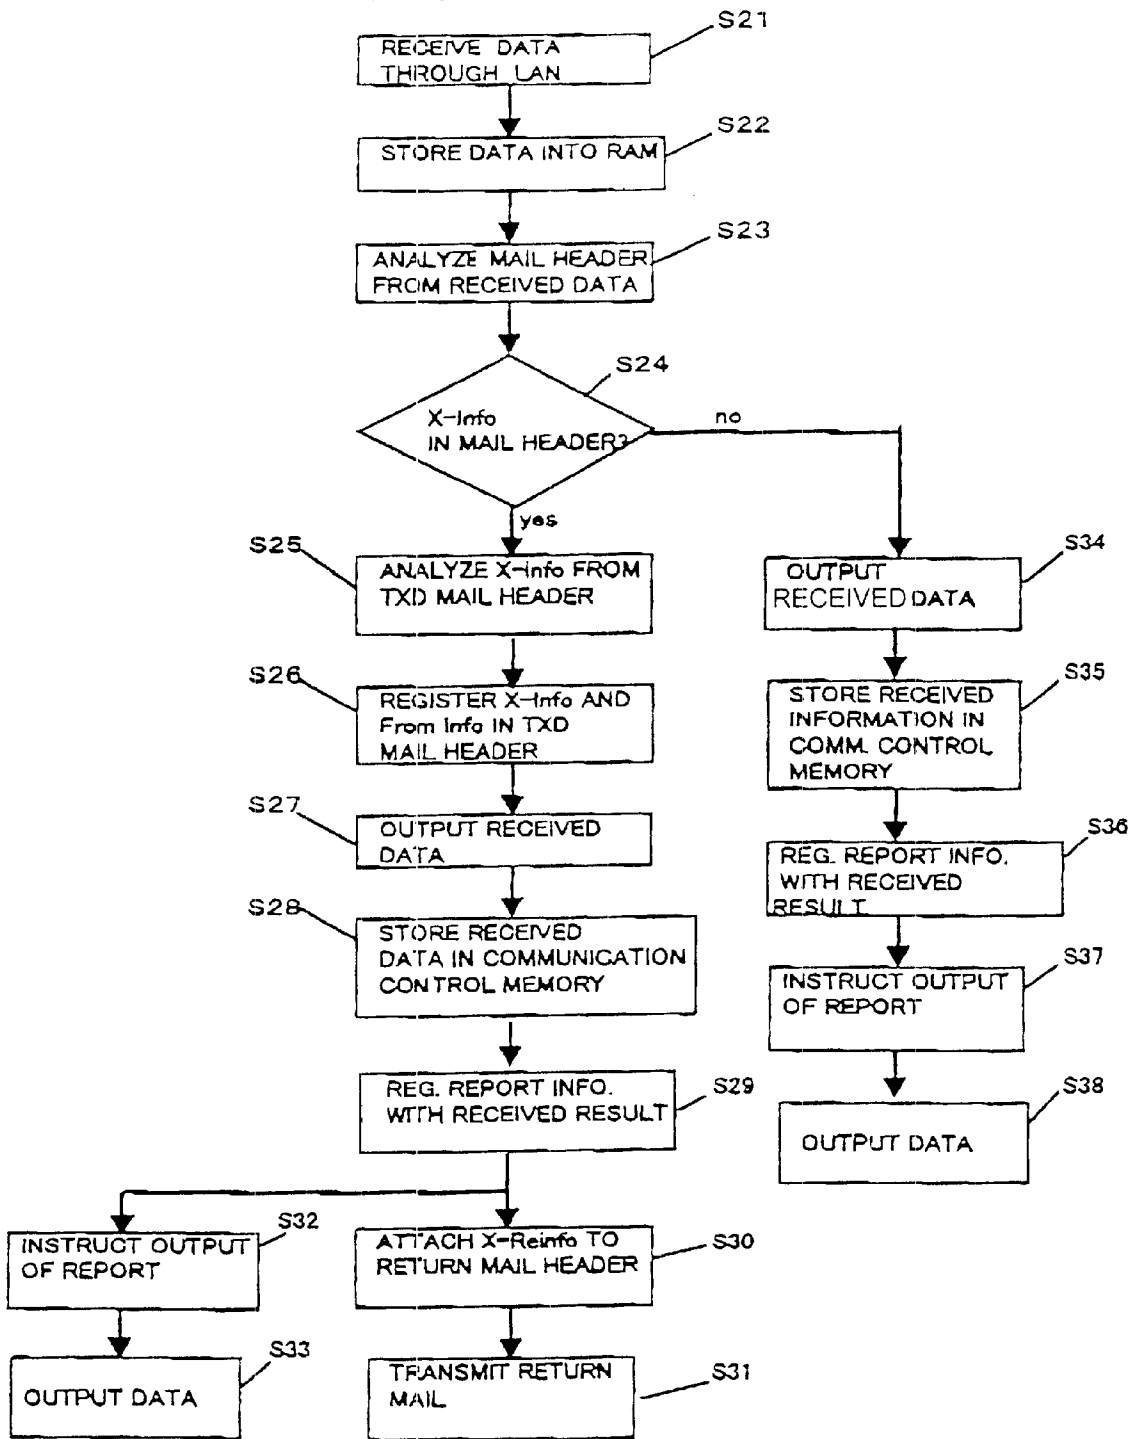 S21
RECEIVE DATA
THROUGH LAN
S22
STORE DATA INTO RAM
S23
ANALYZE MAIL HEADER
FROM RECEIVED DATA
S24
X-Info
IN MAIL HEADER?
no
yes
S25
ANALYZE X-Info FROM
TXD MAIL HEADER
S26
REGISTER X-Info AND
From Info IN TXD
MAIL HEADER
S27
OUTPUT RECEIVED
DATA
S28
STORE RECEIVED
DATA IN COMMUNICATION
CONTROL MEMORY
S29
REG. REPORT INFO.
WITH RECEIVED RESULT
S32
INSTRUCT OUTPUT
OF REPORT
S33
OUTPUT DATA
S30
ATTACH X-Reinfo TO
RETURN MAIL HEADER
S31
TRANSMIT RETURN
MAIL
S34
OUTPUT
RECEIVED DATA
S35
STORE RECEIVED
INFORMATION IN
COMM. CONTROL
MEMORY
S36
REG. REPORT INFO.
WITH RECEIVED
RESULT.
S37
INSTRUCT OUTPUT
OF REPORT
S38
OUTPUT DATA